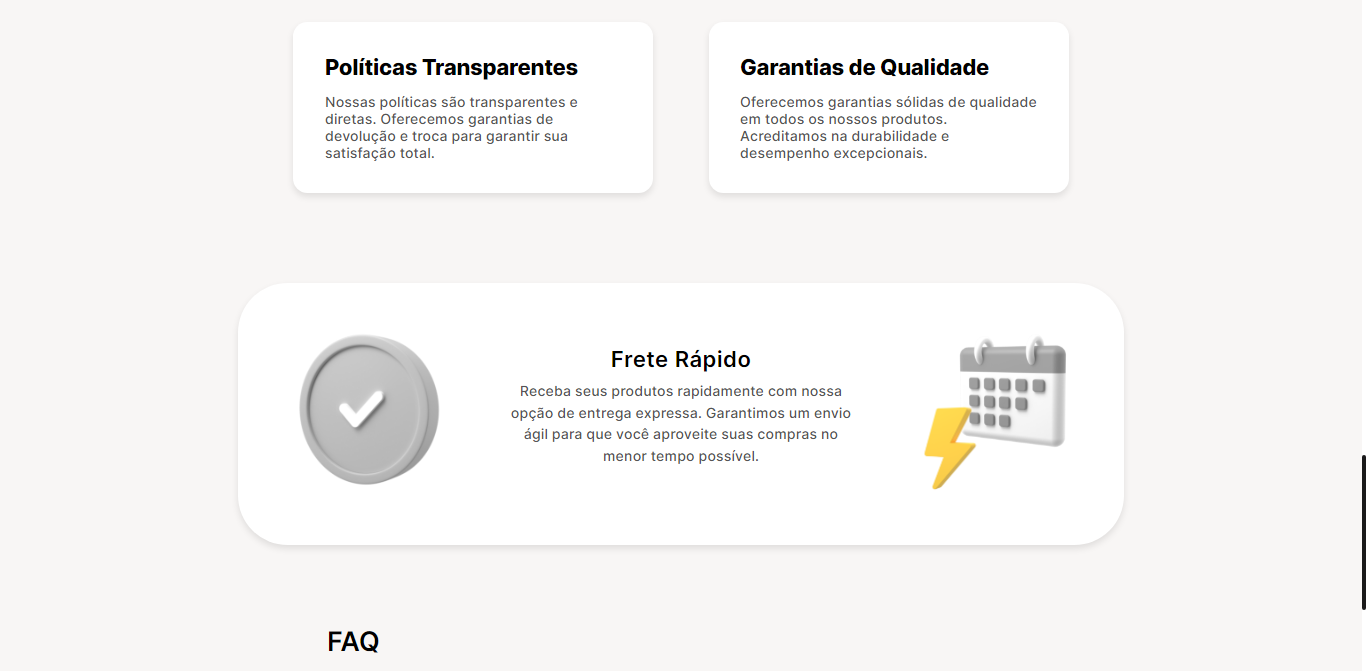 Políticas Transparentes
Nossas políticas são transparentes e
diretas. Oferecemos garantias de
devolução e troca para garantir sua
satisfação total.
Garantias de Qualidade
Oferecemos garantias sólidas de qualidade
em todos os nossos produtos.
Acreditamos na durabilidade e
desempenho excepcionais.
Frete Rápido
Receba seus produtos rapidamente com nossa
opção de entrega expressa. Garantimos um envio
ágil para que você aproveite suas compras no
menor tempo possível.
FAQ